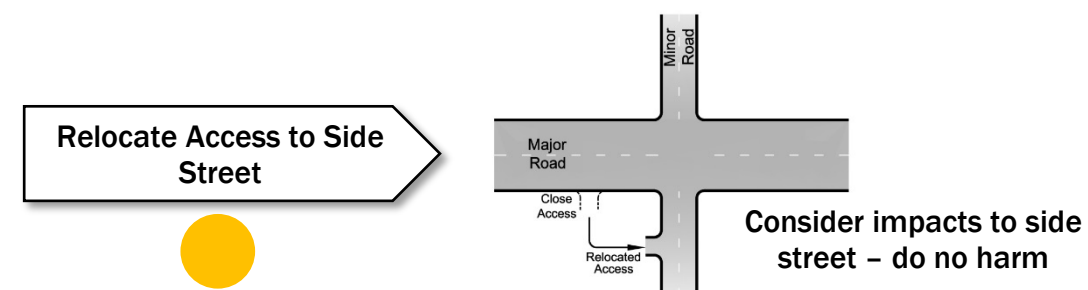 Relocate Access to Side
Street
Minor
Road
Major
Road
Close
Access
Relocated
Access
Consider impacts to side
street – do no harm